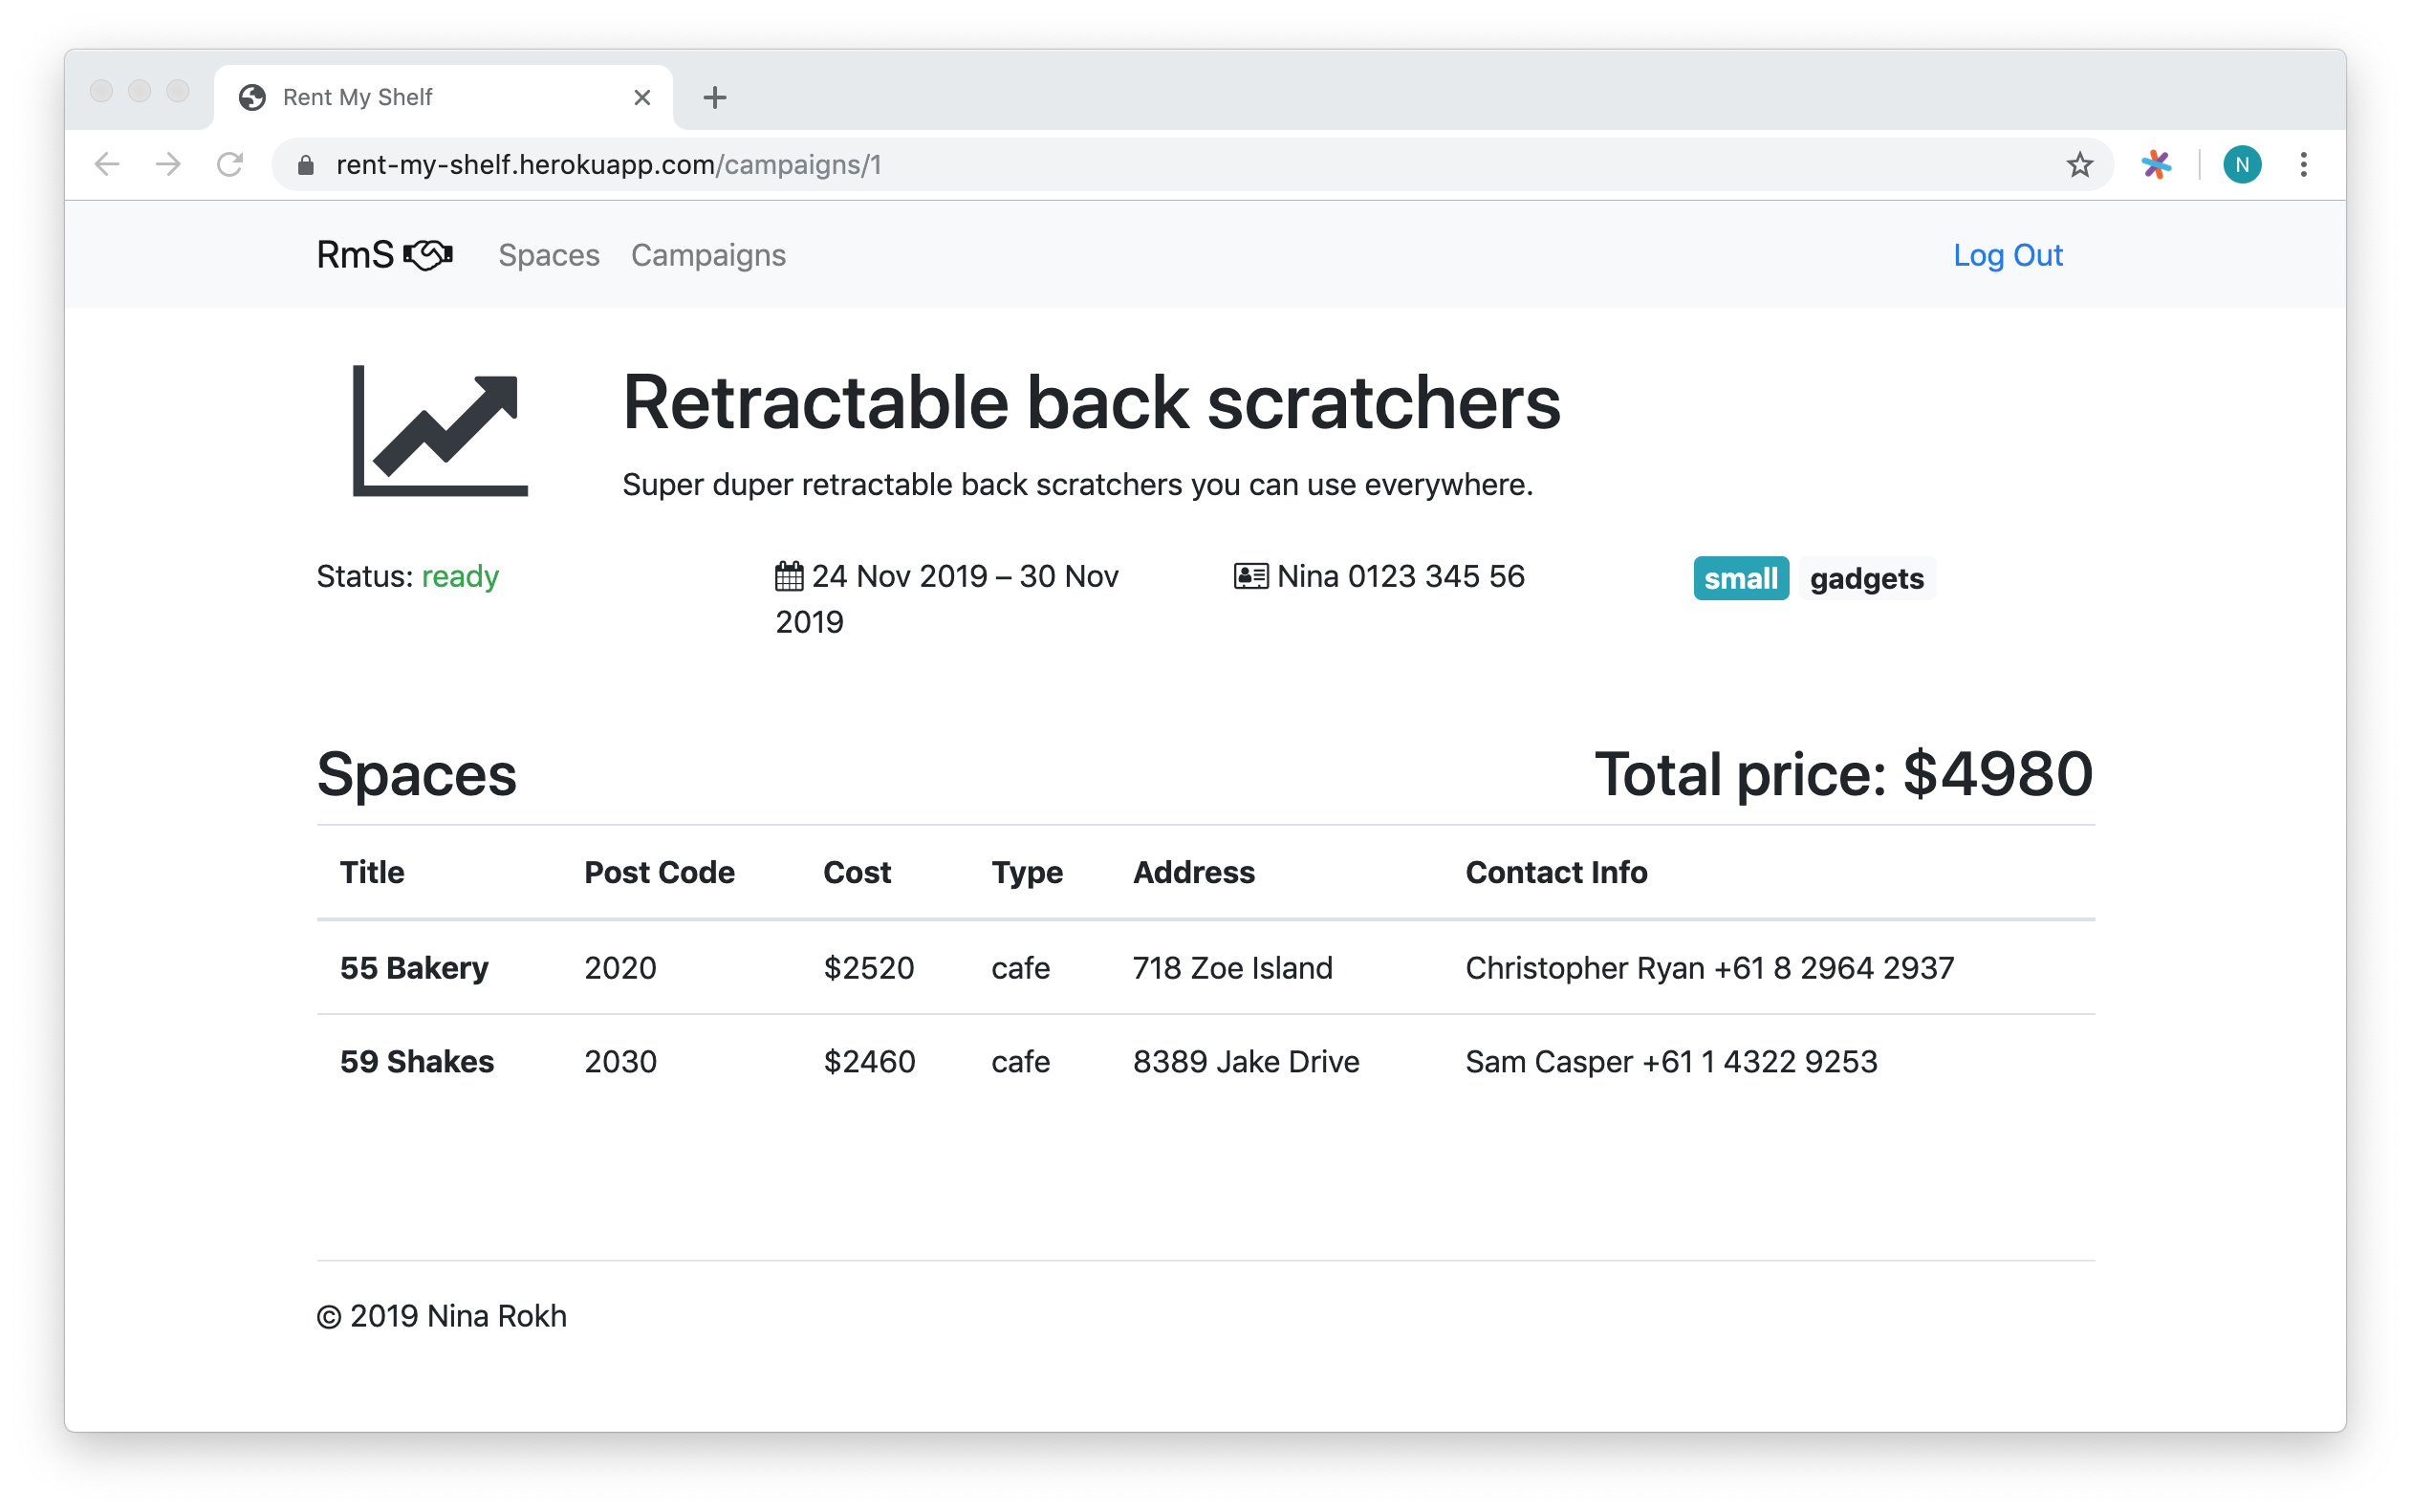 Rent My Shelf
rent-my-shelf.herokuapp.com/campaigns/1
N
RmS Spaces Campaigns Log Out
Retractable back scratchers
Super duper retractable back scratchers you can use everywhere.
Status: ready 24 Nov 2019 – 30 Nov Nina 0123 345 56 small gadgets
2019
Spaces Total price: $4980
Title Post Code Cost Type Address Contact Info
55 Bakery 2020 $2520 cafe 718 Zoe Island Christopher Ryan +61 8 2964 2937
59 Shakes 2030 $2460 cafe 8389 Jake Drive Sam Casper +61 1 4322 9253
© 2019 Nina Rokh